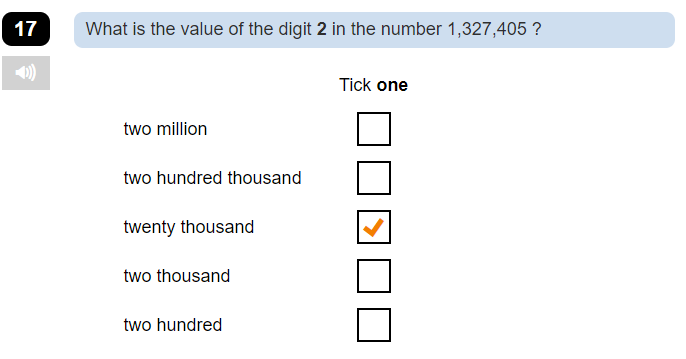 17 What is the value of the digit 2 in the number 1,327,405 ?
Tick one
two million
two hundred thousand
twenty thousand
two thousand
two hundred